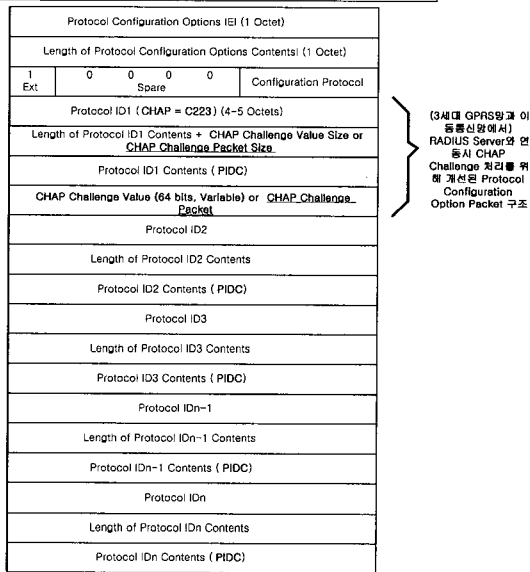 Protocol Configuration Options IEI (1 Octet)
Length of Protocol Configuration Options Contentsl (1 Octet)
1 0 0 0 0
Ext Spare Configuration Protocol
Protocol ID1 (CHAP = C223) (4-5 Octets)
Length of Protocol ID1 Contents + CHAP Challenge Value Size or
CHAP Challenge Packet Size
Protocol ID1 Contents (PIDC)
CHAP Challenge Value (64 bits, Variable) or CHAP Challenge
Packet
Protocol ID2
Length of Protocol ID2 Contents
Protocol ID2 Contents ( PIDC)
Protocol ID3
Length of Protocol ID3 Contents
Protocol ID3 Contents ( PIDC)
Protocol IDn-1
Length of Protocol IDn-1 Contents
Protocol IDn-1 Contents ( PIDC)
Protocol IDn
Length of Protocol IDn Contents
Protocol IDn Contents ( PIDC)
(3세대 GPRS망과 이
동통신망에서)
RADIUS Server와 연
동시 CHAP
Challenge 처리를 위
해 개선된 Protocol
Configuration
Option Packet 구조